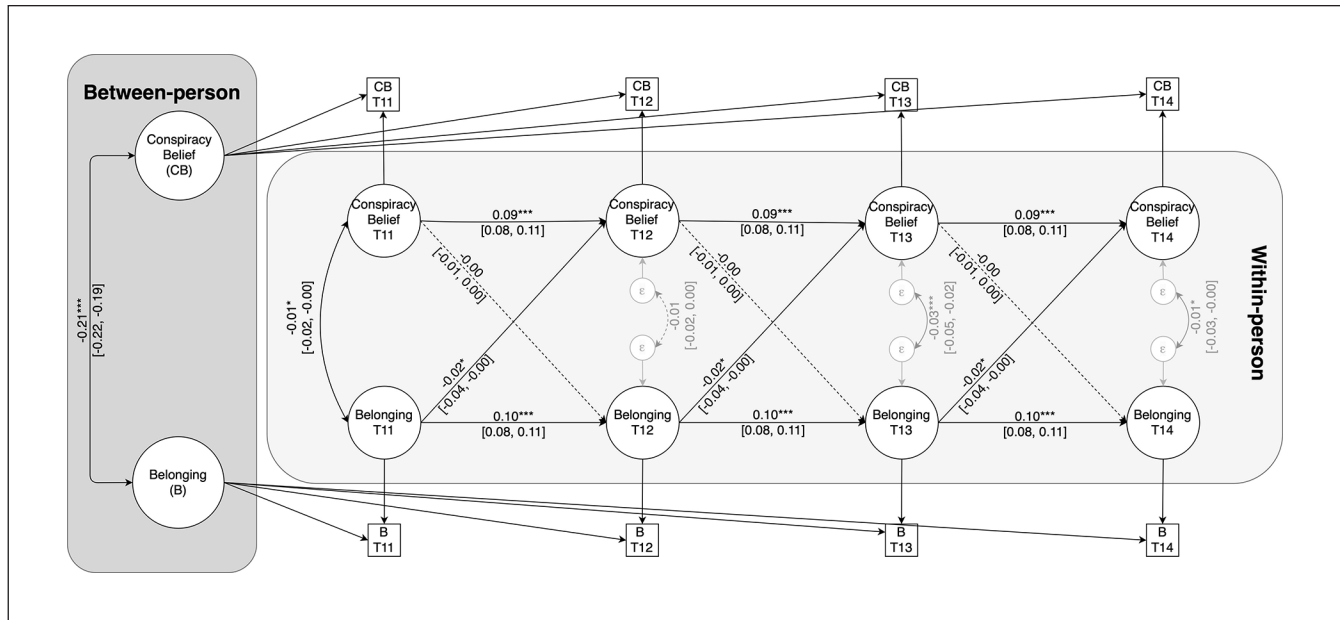 Between-person
Conspiracy
Belief
(CB)
Belonging
(B)
-0.21***
[-0.22, -0.19]
CB
T11
CB
T12
CB
T13
CB
T14
Conspiracy
Belief
T11
0.09***
[0.08, 0.11]
Conspiracy
Belief
T12
0.09***
[0.08, 0.11]
Conspiracy
Belief
T13
0.09***
[0.08, 0.11]
Conspiracy
Belief
T14
-0.01*
[-0.02, -0.00]
-0.00
[-0.01, 0.00]
-0.02*
[-0.04, -0.00]
ε
ε
-0.01
[-0.02, 0.00]
-0.00
[-0.01, 0.00]
-0.02*
[-0.04, -0.00]
ε
ε
-0.03***
[-0.05, -0.02]
-0.00
[-0.01, 0.00]
-0.02*
[-0.04, -0.00]
ε
ε
-0.01*
[-0.03, -0.00]
Within-person
Belonging
T11
0.10***
[0.08, 0.11]
Belonging
T12
0.10***
[0.08, 0.11]
Belonging
T13
0.10***
[0.08, 0.11]
Belonging
T14
B
T11
B
T12
B
T13
B
T14